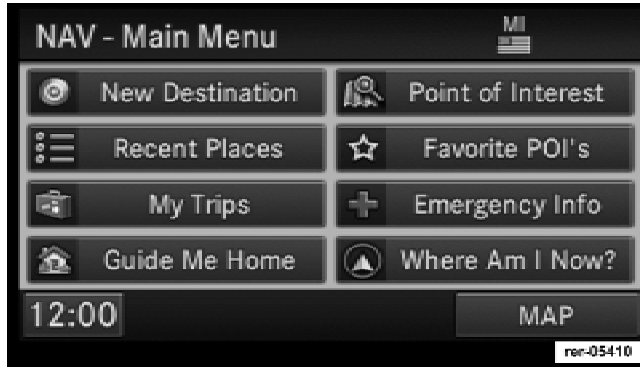 NAV - Main Menu
MI
New Destination
Point of Interest
Recent Places
Favorite POI's
My Trips
Emergency Info
Guide Me Home
Where Am I Now?
12:00
MAP
rer-05410